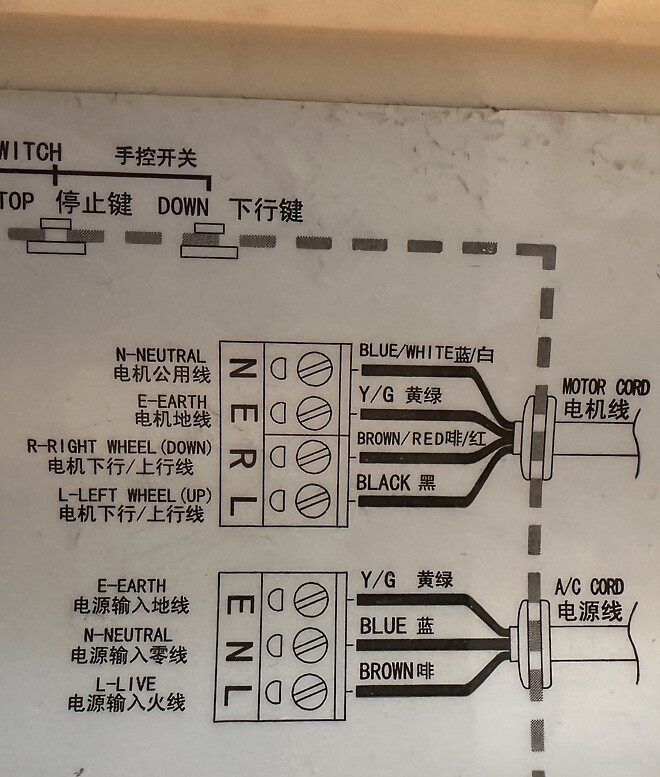 WITCH 手控开关
TOP 停止键 DOWN 下行键
N-NEUTRAL
电机公用线
E-EARTH
电机地线
R-RIGHT WHEEL(DOWN)
电机下行/上行线
L-LEFT WHEEL(UP)
电机下行/上行线
N
E
R
L
BLUE/WHITE蓝/白
Y/G 黄绿
BROWN/RED啡/红
BLACK 黑
MOTOR CORD
电机线
E-EARTH
电源输入地线
N-NEUTRAL
电源输入零线
L-LIVE
电源输入火线
E
N
L
Y/G 黄绿
BLUE 蓝
BROWN啡
A/C CORD
电源线